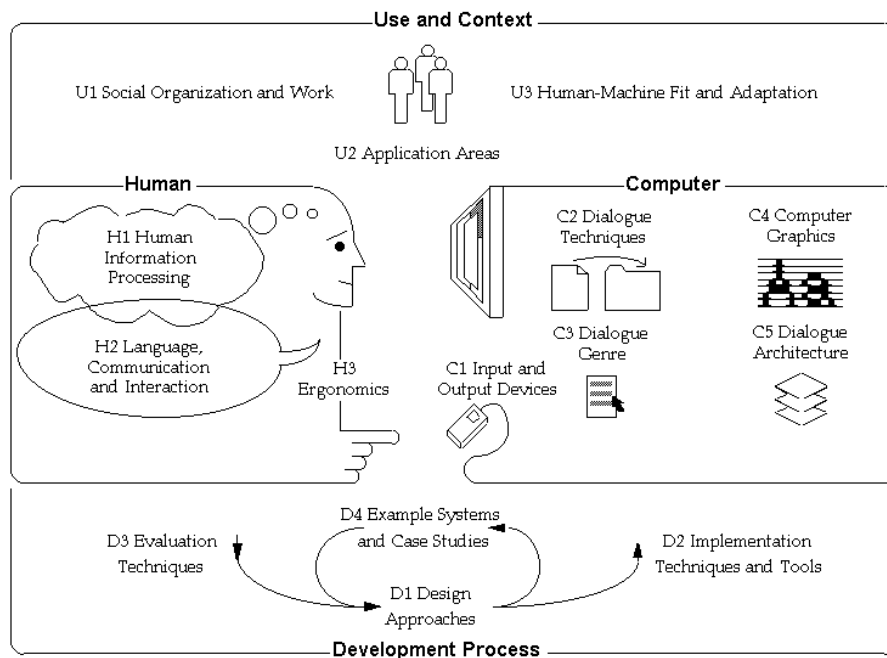 Use and Context
U1 Social Organization and Work
U3 Human-Machine Fit and Adaptation
U2 Application Areas
Human
H1 Human
Information
Processing
H2 Language,
Communication
and Interaction
H3
Ergonomics
Computer
C1 Input and
Output Devices
C2 Dialogue
Techniques
C3 Dialogue
Genre
C4 Computer
Graphics
C5 Dialogue
Architecture
D3 Evaluation
Techniques
D4 Example Systems
and Case Studies
D1 Design
Approaches
D2 Implementation
Techniques and Tools
Development Process